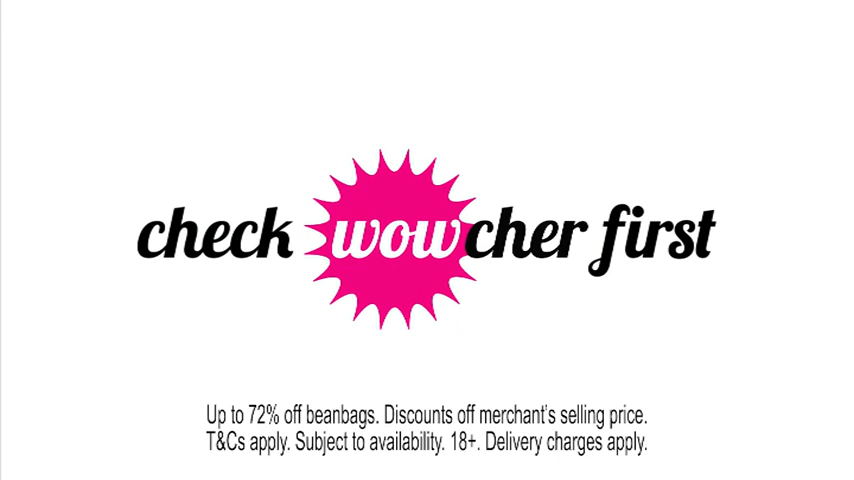 check wowcher first
Up to 72% off beanbags. Discounts off merchant's selling price.
T&Cs apply. Subject to availability. 18+. Delivery charges apply.